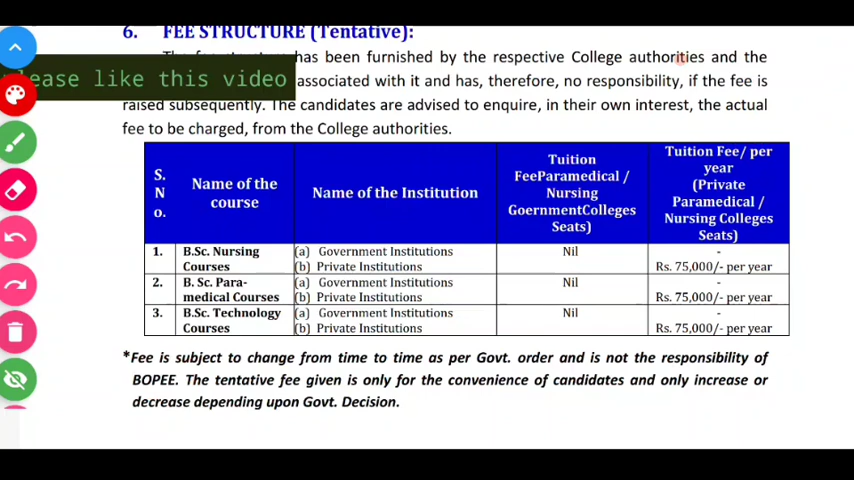 6. FEE STRUCTURE (Tentative):
has been furnished by the respective College authorities and the
lease like this video
associated with it and has, therefore, no responsibility, if the fee is
raised subsequently. The candidates are advised to enquire, in their own interest, the actual
fee to be charged, from the College authorities.
S.
N
o.
Name of the
course
Name of the Institution
Tuition
FeeParamedical /
Nursing
GoernmentColleges
Seats)
Tuition Fee/ per
year
(Private
Paramedical /
Nursing Colleges
Seats)
1. B.Sc. Nursing (a) Government Institutions Nil -
Courses (b) Private Institutions Rs. 75,000/- per year
2. B. Sc. Para- (a) Government Institutions Nil -
medical Courses (b) Private Institutions Rs. 75,000/- per year
3. B.Sc. Technology (a) Government Institutions Nil -
Courses (b) Private Institutions Rs. 75,000/- per year
*Fee is subject to change from time to time as per Govt. order and is not the responsibility of
BOPEE. The tentative fee given is only for the convenience of candidates and only increase or
decrease depending upon Govt. Decision.